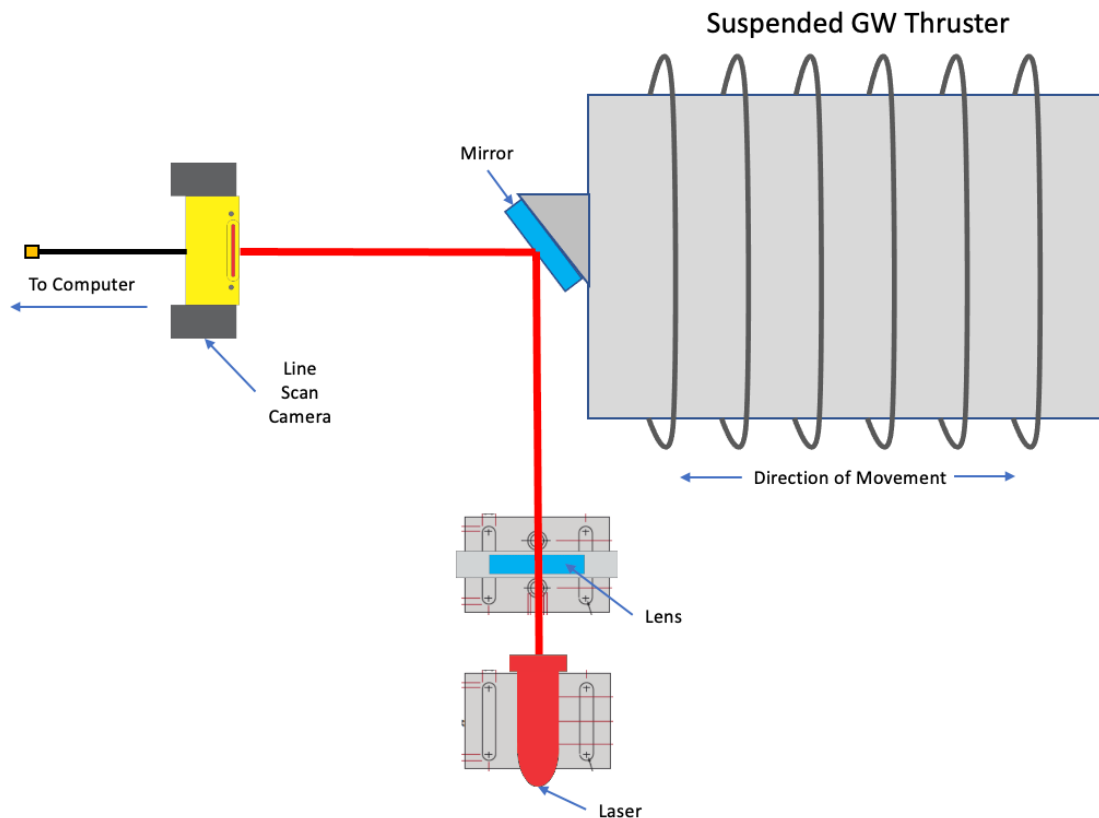 Suspended GW Thruster
Mirror
To Computer
Line
Scan
Camera
Direction of Movement
Lens
Laser